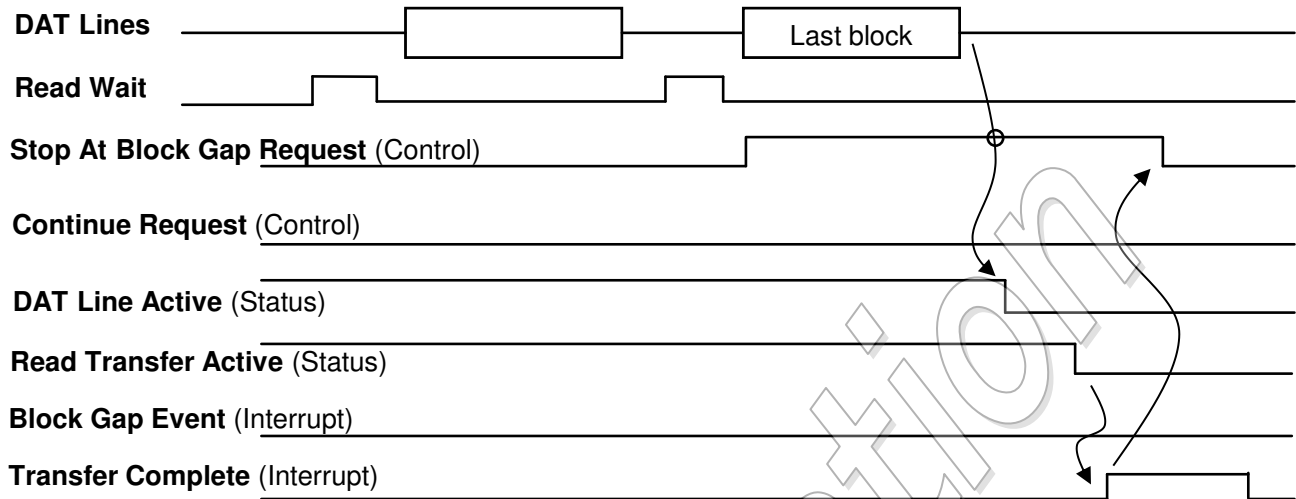 DAT Lines
Last block
Read Wait
Stop At Block Gap Request (Control)
Continue Request (Control)
DAT Line Active (Status)
Read Transfer Active (Status)
Block Gap Event (Interrupt)
Transfer Complete (Interrupt)